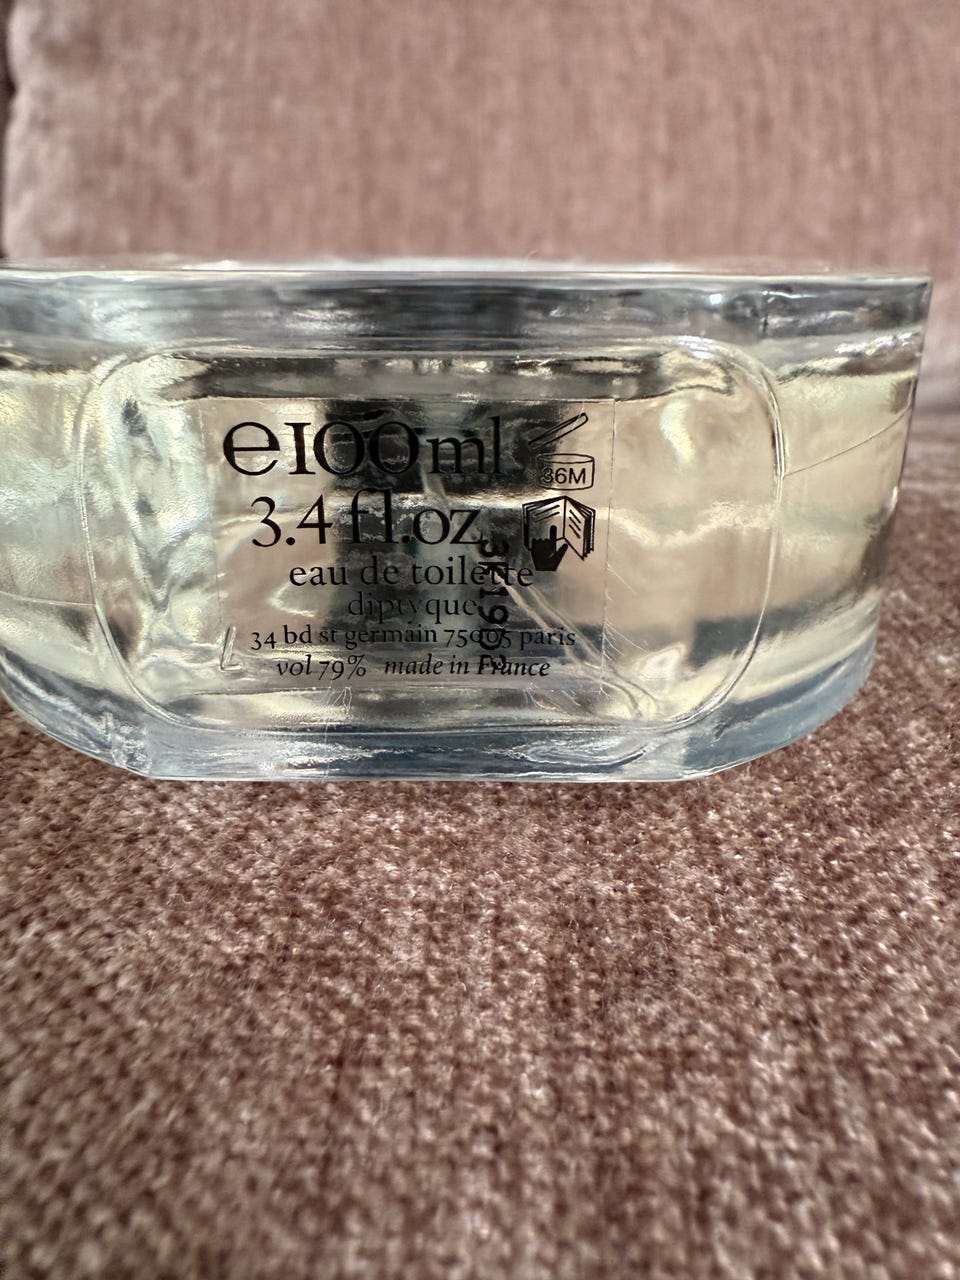 e100ml
36M
3.4 fl.oz
eau de toilette
diptyque
34 bd st germain 75005 paris
vol 79% made in France